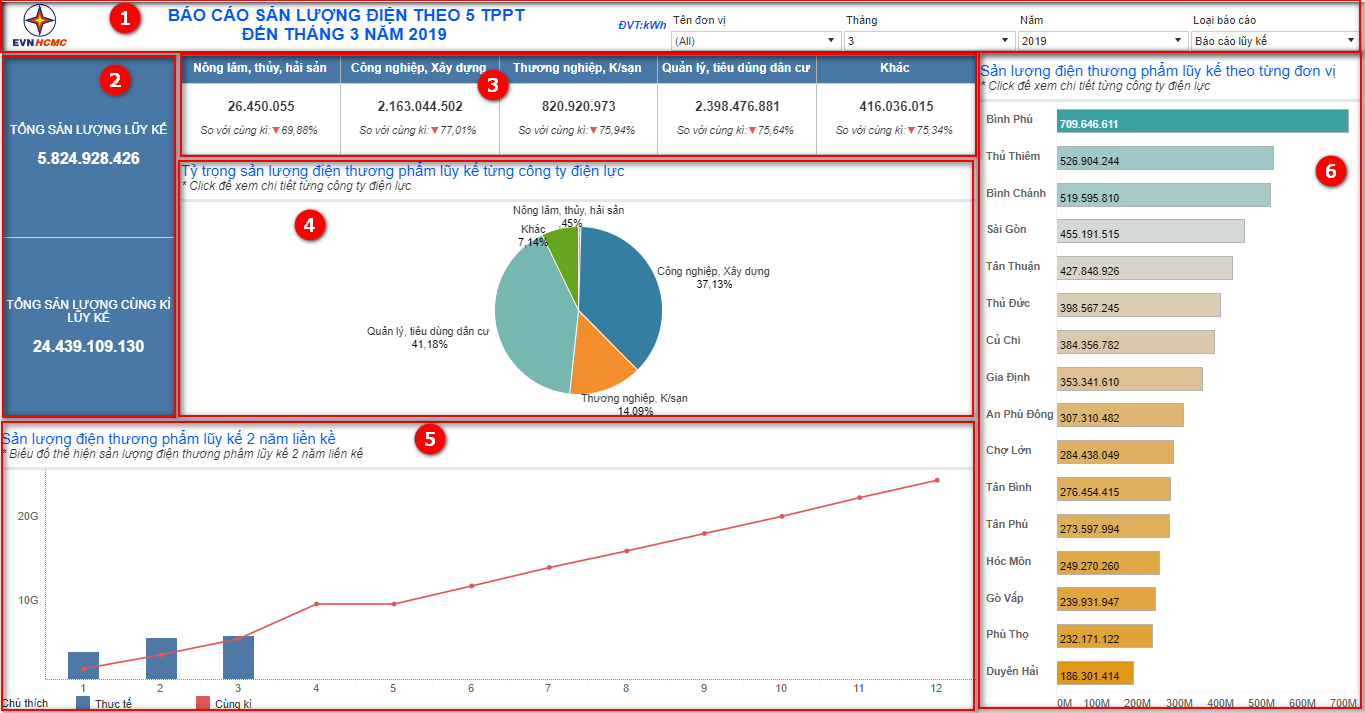 1
BÁO CÁO SẢN LƯỢNG ĐIỆN THEO 5 TPPT
ĐẾN THÁNG 3 NĂM 2019
EVNHCMC
ĐVT:kWh
Tên đơn vị
Tháng
Năm
Loại báo cáo
(All)
3
2019
Báo cáo lũy kế
2
TỔNG SẢN LƯỢNG LŨY KẾ
5.824.928.426
TỔNG SẢN LƯỢNG CÙNG KÌ
LŨY KẾ
24.439.109.130
3
Nông lâm, thủy, hải sản
Công nghiệp, Xây dựng
Thương nghiệp, K/sạn
Quản lý, tiêu dùng dân cư
Khác
26.450.055
2.163.044.502
820.920.973
2.398.476.881
416.036.015
So với cùng kì:▼69,88%
So với cùng kì:▼77,01%
So với cùng kì:▼75,94%
So với cùng kì:▼75,64%
So với cùng kì:▼75,34%
Tỷ trọng sản lượng điện thương phẩm lũy kế từng công ty điện lực
* Click để xem chi tiết từng công ty điện lực
4
Nông lâm, thủy, hải sản
,45%
Khác
7,14%
Công nghiệp, Xây dựng
37,13%
Quản lý, tiêu dùng dân cư
41,18%
Thương nghiệp, K/sạn
14,09%
Sản lượng điện thương phẩm lũy kế 2 năm liền kề
* Biểu đồ thể hiện sản lượng điện thương phẩm lũy kế 2 năm liền kề
5
20G
10G
1 2 3 4 5 6 7 8 9 10 11 12
Chú thích
Thực tế
Cùng kì
Sản lượng điện thương phẩm lũy kế theo từng đơn vị
* Click để xem chi tiết từng công ty điện lực
6
Bình Phú 709.646.611
Thủ Thiêm 526.904.244
Bình Chánh 519.595.810
Sài Gòn 455.191.515
Tân Thuận 427.848.926
Thủ Đức 398.567.245
Củ Chi 384.356.782
Gia Định 353.341.610
An Phú Đông 307.310.482
Chợ Lớn 284.438.049
Tân Bình 276.454.415
Tân Phú 273.597.994
Hóc Môn 249.270.260
Gò Vấp 239.931.947
Phú Thọ 232.171.122
Duyên Hải 186.301.414
0M 100M 200M 300M 400M 500M 600M 700M